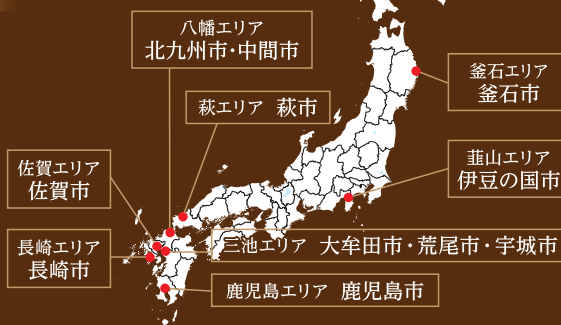 八幡エリア
北九州市・中間市
萩エリア 萩市
釜石エリア
釜石市
佐賀エリア
佐賀市
韮山エリア
伊豆の国市
長崎エリア
長崎市
三池エリア 大牟田市・荒尾市・宇城市
鹿児島エリア 鹿児島市